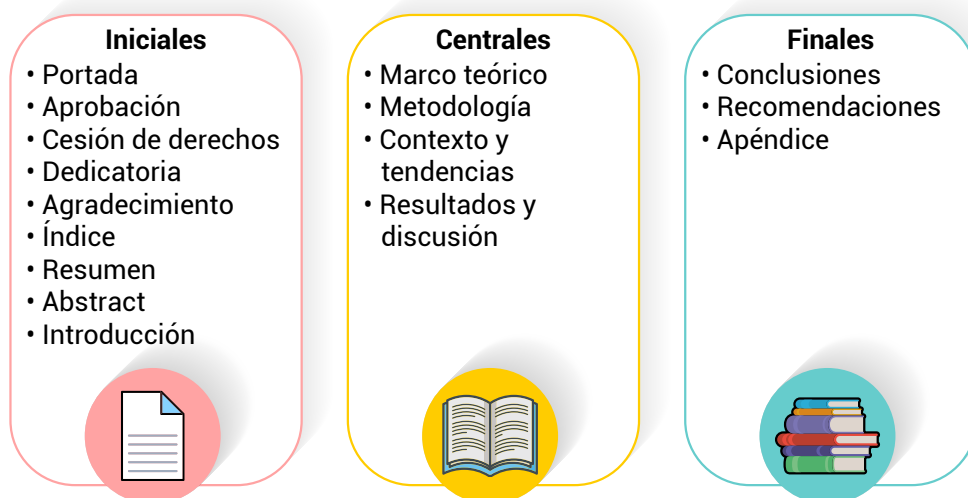 Iniciales
• Portada
• Aprobación
• Cesión de derechos
• Dedicatoria
• Agradecimiento
• Índice
• Resumen
• Abstract
• Introducción
Centrales
• Marco teórico
• Metodología
• Contexto y
tendencias
• Resultados y
discusión
Finales
• Conclusiones
• Recomendaciones
• Apéndice